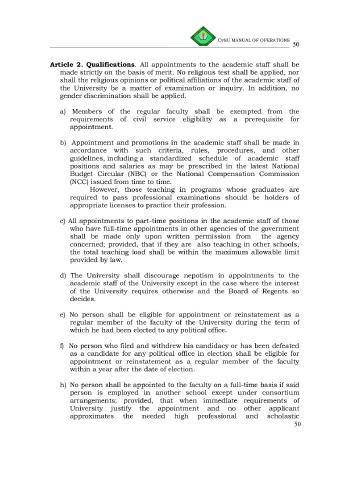 CvSU MANUAL OF OPERATIONS
50
Article 2. Qualifications. All appointments to the academic staff shall be
made strictly on the basis of merit. No religious test shall be applied, nor
shall the religious opinions or political affiliations of the academic staff of
the University be a matter of examination or inquiry. In addition, no
gender discrimination shall be applied.
a) Members of the regular faculty shall be exempted from the
requirements of civil service eligibility as a prerequisite for
appointment.
b) Appointment and promotions in the academic staff shall be made in
accordance with such criteria, rules, procedures, and other
guidelines, including a standardized schedule of academic staff
positions and salaries as may be prescribed in the latest National
Budget Circular (NBC) or the National Compensation Commission
(NCC) issued from time to time.
However, those teaching in programs whose graduates are
required to pass professional examinations should be holders of
appropriate licenses to practice their profession.
c) All appointments to part-time positions in the academic staff of those
who have full-time appointments in other agencies of the government
shall be made only upon written permission from the agency
concerned; provided, that if they are also teaching in other schools,
the total teaching load shall be within the maximum allowable limit
provided by law.
d) The University shall discourage nepotism in appointments to the
academic staff of the University except in the case where the interest
of the University requires otherwise and the Board of Regents so
decides.
e) No person shall be eligible for appointment or reinstatement as a
regular member of the faculty of the University during the term of
which he had been elected to any political office.
f) No person who filed and withdrew his candidacy or has been defeated
as a candidate for any political office in election shall be eligible for
appointment or reinstatement as a regular member of the faculty
within a year after the date of election.
h) No person shall be appointed to the faculty on a full-time basis if said
person is employed in another school except under consortium
arrangements; provided, that when immediate requirements of
University justify the appointment and no other applicant
approximates the needed high professional and scholastic
50